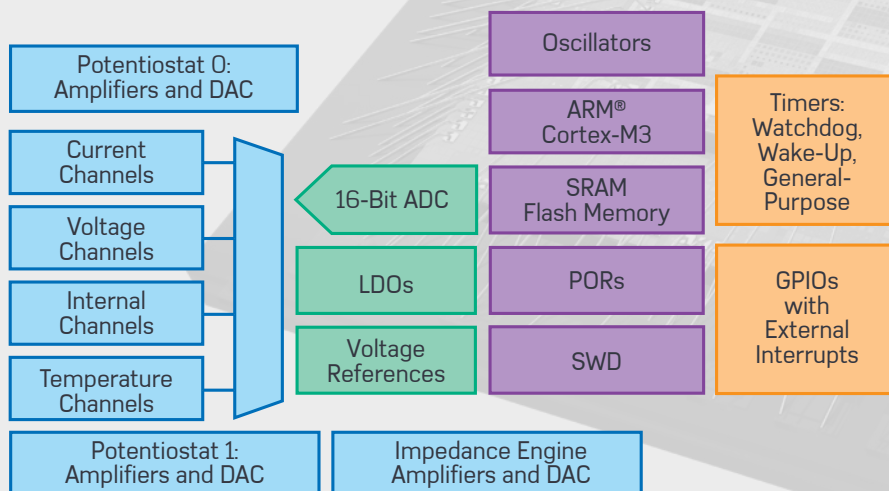 Potentiostat 0:
Amplifiers and DAC
Current
Channels
Voltage
Channels
Internal
Channels
Temperature
Channels
Potentiostat 1:
Amplifiers and DAC
Impedance Engine
Amplifiers and DAC
16-Bit ADC
LDOs
Voltage
References
Oscillators
ARM®
Cortex-M3
SRAM
Flash Memory
PORs
SWD
Timers:
Watchdog,
Wake-Up,
General-
Purpose
GPIOs
with
External
Interrupts